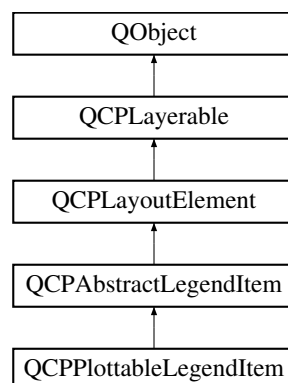 QObject
QCPLayerable
QCPLayoutElement
QCPAbstractLegendItem
QCPPlottableLegendItem